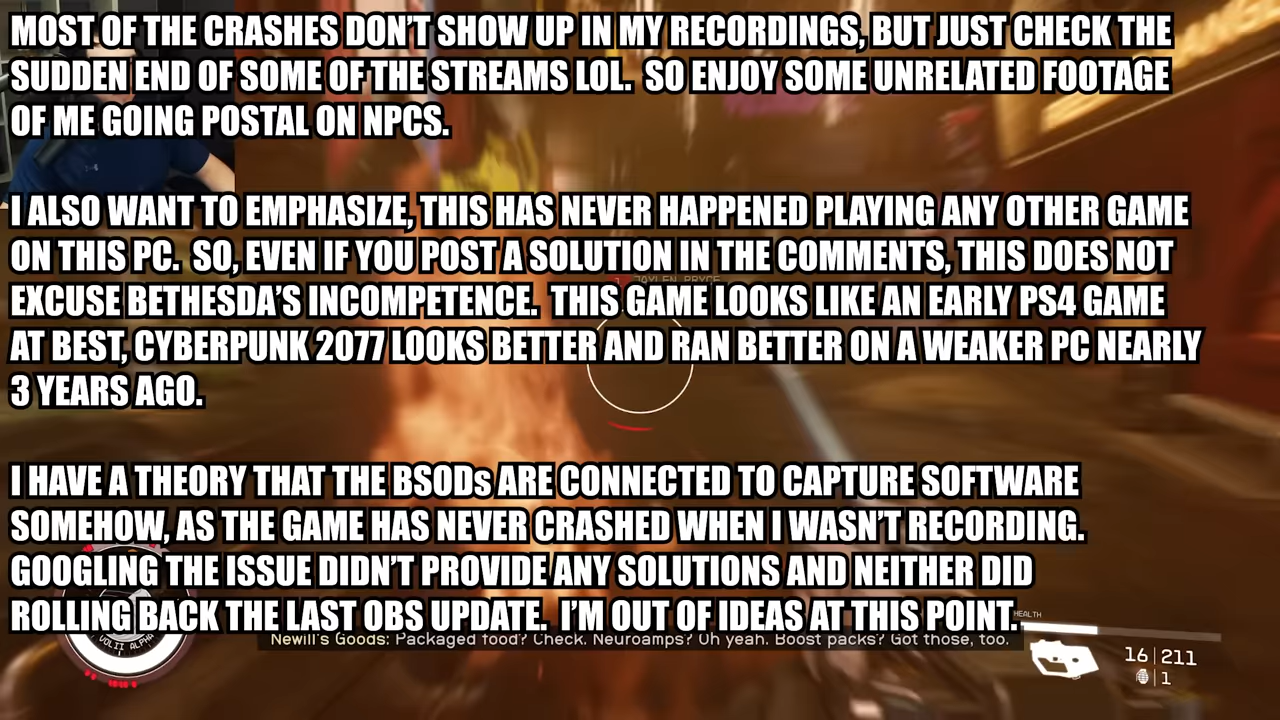 MOST OF THE CRASHES DON'T SHOW UP IN MY RECORDINGS, BUT JUST CHECK THE
SUDDEN END OF SOME OF THE STREAMS LOL.  SO ENJOY SOME UNRELATED FOOTAGE
OF ME GOING POSTAL ON NPCS.
I ALSO WANT TO EMPHASIZE, THIS HAS NEVER HAPPENED PLAYING ANY OTHER GAME
ON THIS PC.  SO, EVEN IF YOU POST A SOLUTION IN THE COMMENTS, THIS DOES NOT
JAYLEN PRYCE
EXCUSE BETHESDA'S INCOMPETENCE.  THIS GAME LOOKS LIKE AN EARLY PS4 GAME
AT BEST, CYBERPUNK 2077 LOOKS BETTER AND RAN BETTER ON A WEAKER PC NEARLY
3 YEARS AGO.
I HAVE A THEORY THAT THE BSODs ARE CONNECTED TO CAPTURE SOFTWARE
SOMEHOW, AS THE GAME HAS NEVER CRASHED WHEN I WASN'T RECORDING.
GOOGLING THE ISSUE DIDN'T PROVIDE ANY SOLUTIONS AND NEITHER DID
ROLLING BACK THE LAST OBS UPDATE.  I'M OUT OF IDEAS AT THIS POINT.
HEALTH
VOLII ALPHA
Newill's Goods: Packaged food? Check. Neuroamps? Oh yeah. Boost packs? Got those, too.
16|211
|1